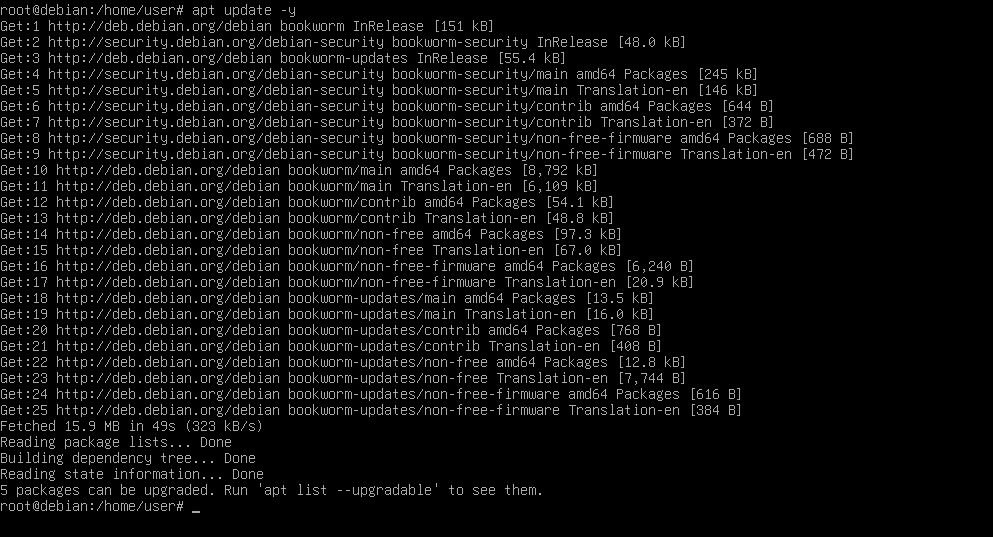 root@debian:/home/user# apt update -y
Get:1 http://deb.debian.org/debian bookworm InRelease [151 kB]
Get:2 http://security.debian.org/debian-security bookworm-security InRelease [48.0 kB]
Get:3 http://deb.debian.org/debian bookworm-updates InRelease [55.4 kB]
Get:4 http://security.debian.org/debian-security bookworm-security/main amd64 Packages [245 kB]
Get:5 http://security.debian.org/debian-security bookworm-security/main Translation-en [146 kB]
Get:6 http://security.debian.org/debian-security bookworm-security/contrib amd64 Packages [644 B]
Get:7 http://security.debian.org/debian-security bookworm-security/contrib Translation-en [372 B]
Get:8 http://security.debian.org/debian-security bookworm-security/non-free-firmware amd64 Packages [688 B]
Get:9 http://security.debian.org/debian-security bookworm-security/non-free-firmware Translation-en [472 B]
Get:10 http://deb.debian.org/debian bookworm/main amd64 Packages [8,792 kB]
Get:11 http://deb.debian.org/debian bookworm/main Translation-en [6,109 kB]
Get:12 http://deb.debian.org/debian bookworm/contrib amd64 Packages [54.1 kB]
Get:13 http://deb.debian.org/debian bookworm/contrib Translation-en [48.8 kB]
Get:14 http://deb.debian.org/debian bookworm/non-free amd64 Packages [97.3 kB]
Get:15 http://deb.debian.org/debian bookworm/non-free Translation-en [67.0 kB]
Get:16 http://deb.debian.org/debian bookworm/non-free-firmware amd64 Packages [6,240 B]
Get:17 http://deb.debian.org/debian bookworm/non-free-firmware Translation-en [20.9 kB]
Get:18 http://deb.debian.org/debian bookworm-updates/main amd64 Packages [13.5 kB]
Get:19 http://deb.debian.org/debian bookworm-updates/main Translation-en [16.0 kB]
Get:20 http://deb.debian.org/debian bookworm-updates/contrib amd64 Packages [768 B]
Get:21 http://deb.debian.org/debian bookworm-updates/contrib Translation-en [408 B]
Get:22 http://deb.debian.org/debian bookworm-updates/non-free amd64 Packages [12.8 kB]
Get:23 http://deb.debian.org/debian bookworm-updates/non-free Translation-en [7,744 B]
Get:24 http://deb.debian.org/debian bookworm-updates/non-free-firmware amd64 Packages [616 B]
Get:25 http://deb.debian.org/debian bookworm-updates/non-free-firmware Translation-en [384 B]
Fetched 15.9 MB in 49s (323 kB/s)
Reading package lists... Done
Building dependency tree... Done
Reading state information... Done
5 packages can be upgraded. Run 'apt list --upgradable' to see them.
root@debian:/home/user# _